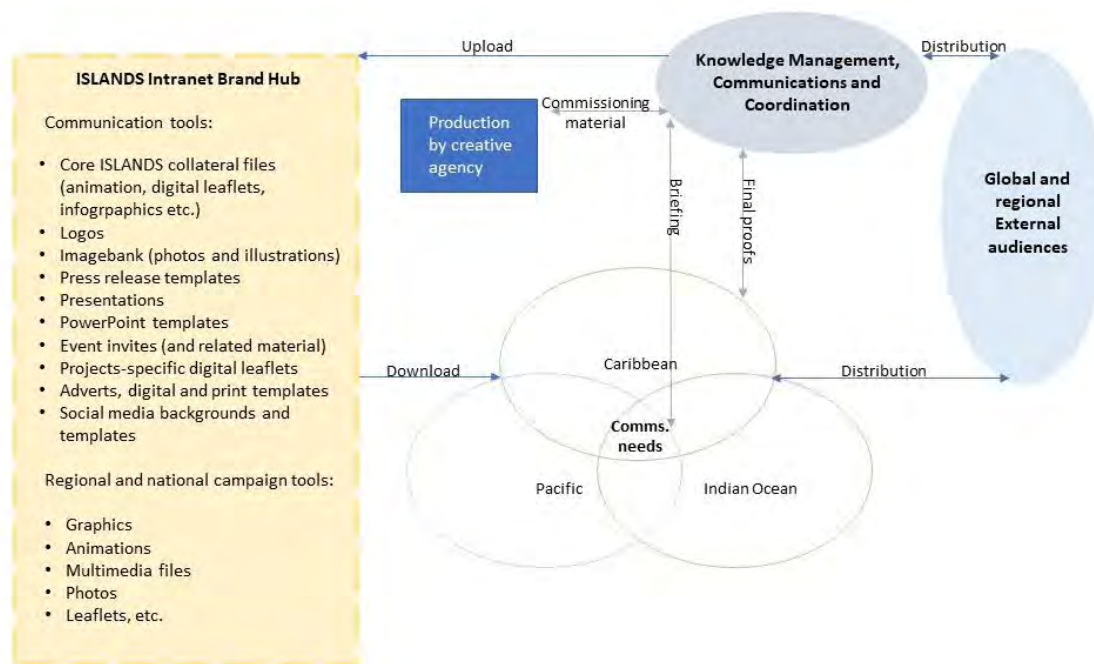 ISLANDS Intranet Brand Hub
Communication tools:
• Core ISLANDS collateral files
(animation, digital leaflets,
infogrpaphics etc.)
• Logos
• Imagebank (photos and illustrations)
• Press release templates
• Presentations
• PowerPoint templates
• Event invites (and related material)
• Projects-specific digital leaflets
• Adverts, digital and print templates
• Social media backgrounds and
templates
Regional and national campaign tools:
• Graphics
• Animations
• Multimedia files
• Photos
• Leaflets, etc.
Upload
Knowledge Management,
Communications and
Coordination
Distribution
Production
by creative
agency
Commissioning
material
Briefing
Final proofs
Global and
regional
External
audiences
Download
Caribbean
Distribution
Comms.
needs
Pacific
Indian Ocean